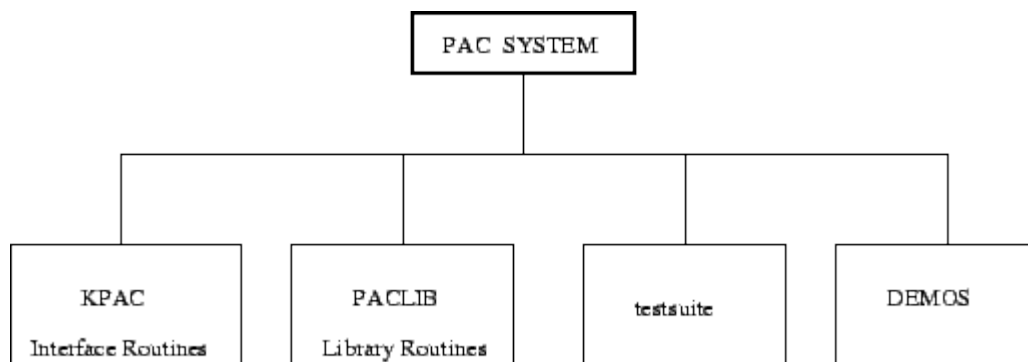 PAC SYSTEM
KPAC
Interface Routines
PACLIB
Library Routines
testsuite
DEMOS